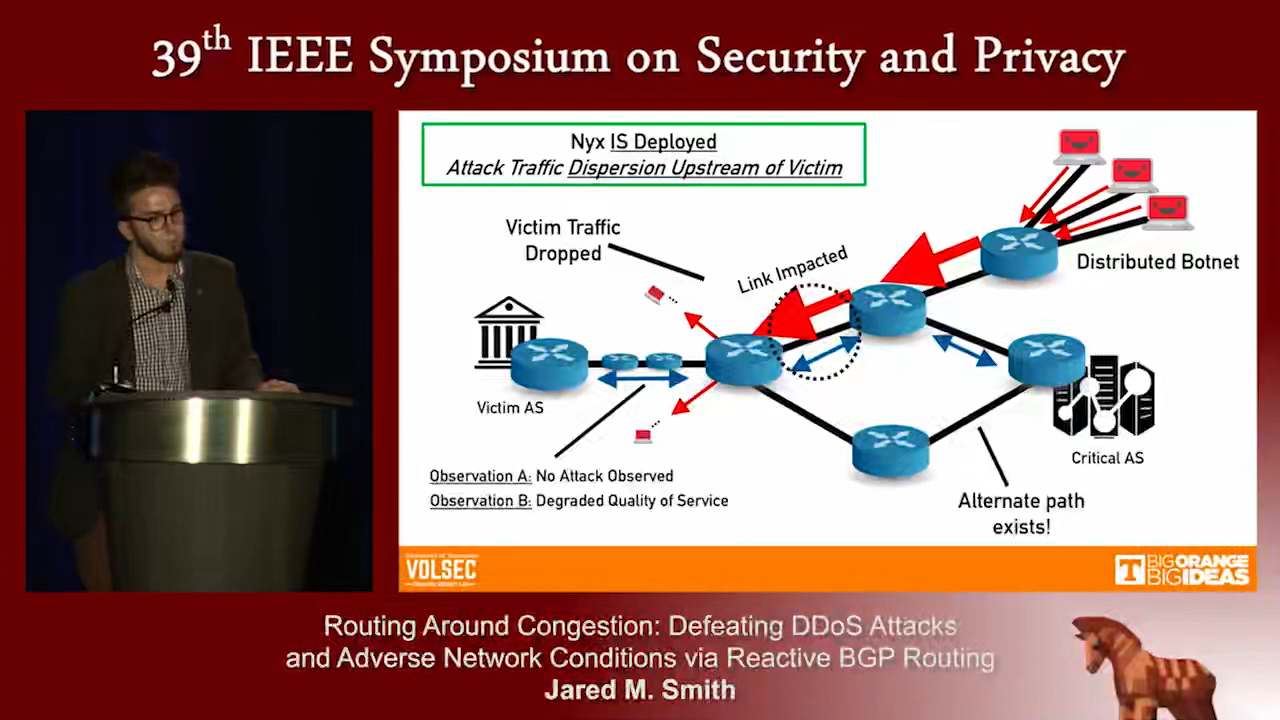 39th IEEE Symposium on Security and Privacy
Nyx IS Deployed
Attack Traffic Dispersion Upstream of Victim
Victim Traffic
Dropped
Link Impacted
Distributed Botnet
Victim AS
Critical AS
Observation A: No Attack Observed
Observation B: Degraded Quality of Service
Alternate path
exists!
VOLSEC
T BIG ORANGE
BIG IDEAS
Routing Around Congestion: Defeating DDoS Attacks
and Adverse Network Conditions via Reactive BGP Routing
Jared M. Smith